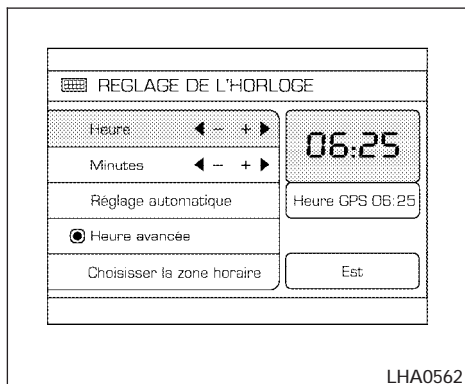 REGLAGE DE L'HORLOGE
Heure ◀ – + ▶
06:25
Minutes ◀ – + ▶
Réglage automatique
Heure GPS 06:25
Heure avancée
Choisisser la zone horaire
Est
LHA0562